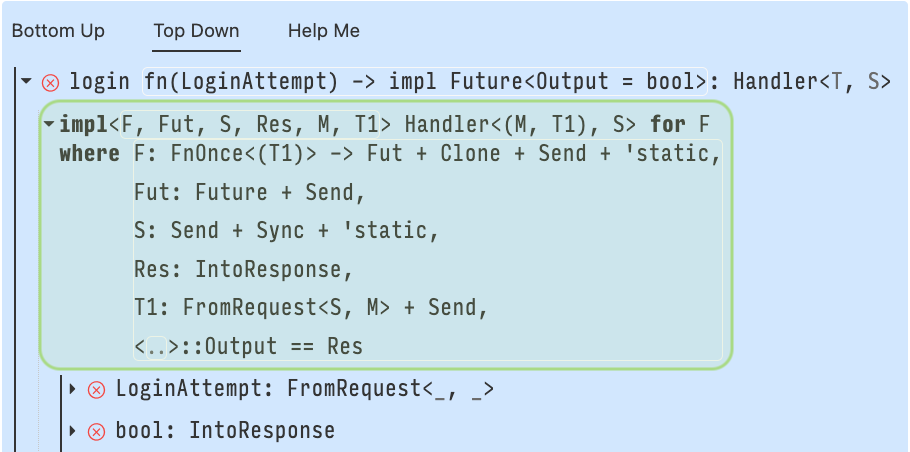 Bottom Up Top Down Help Me
login fn(LoginAttempt) -> impl Future<Output = bool>: Handler<T, S>
impl<F, Fut, S, Res, M, T1> Handler<(M, T1), S> for F
where F: FnOnce<(T1)> -> Fut + Clone + Send + 'static,
Fut: Future + Send,
S: Send + Sync + 'static,
Res: IntoResponse,
T1: FromRequest<S, M> + Send,
<..>::Output == Res
LoginAttempt: FromRequest<_, _>
bool: IntoResponse